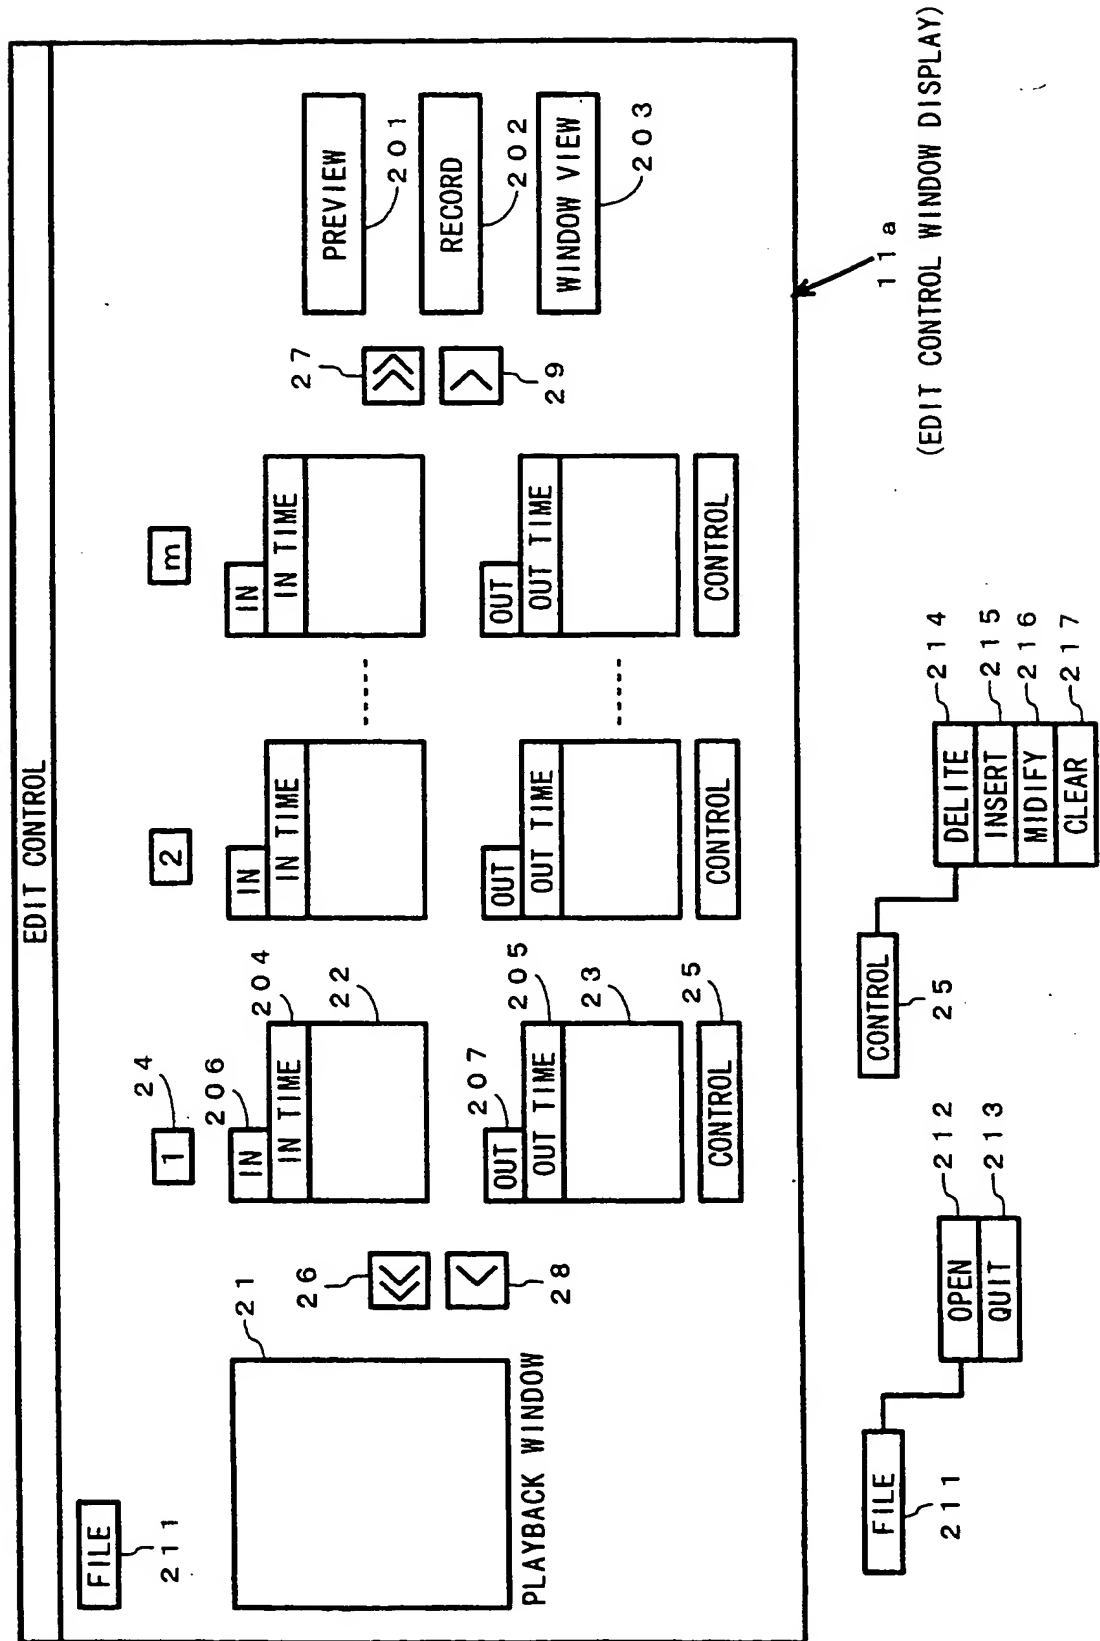 EDIT CONTROL
FILE
211
21
PLAYBACK WINDOW
26
28
1
24
206
IN
IN TIME
204
22
207
OUT
OUT TIME
205
23
CONTROL
25
2
IN
IN TIME
OUT
OUT TIME
CONTROL
m
IN
IN TIME
OUT
OUT TIME
CONTROL
27
29
PREVIEW
201
RECORD
202
WINDOW VIEW
203
11a
(EDIT CONTROL WINDOW DISPLAY)
FILE
211
OPEN
212
QUIT
213
CONTROL
25
DELITE
214
INSERT
215
MIDIFY
216
CLEAR
217